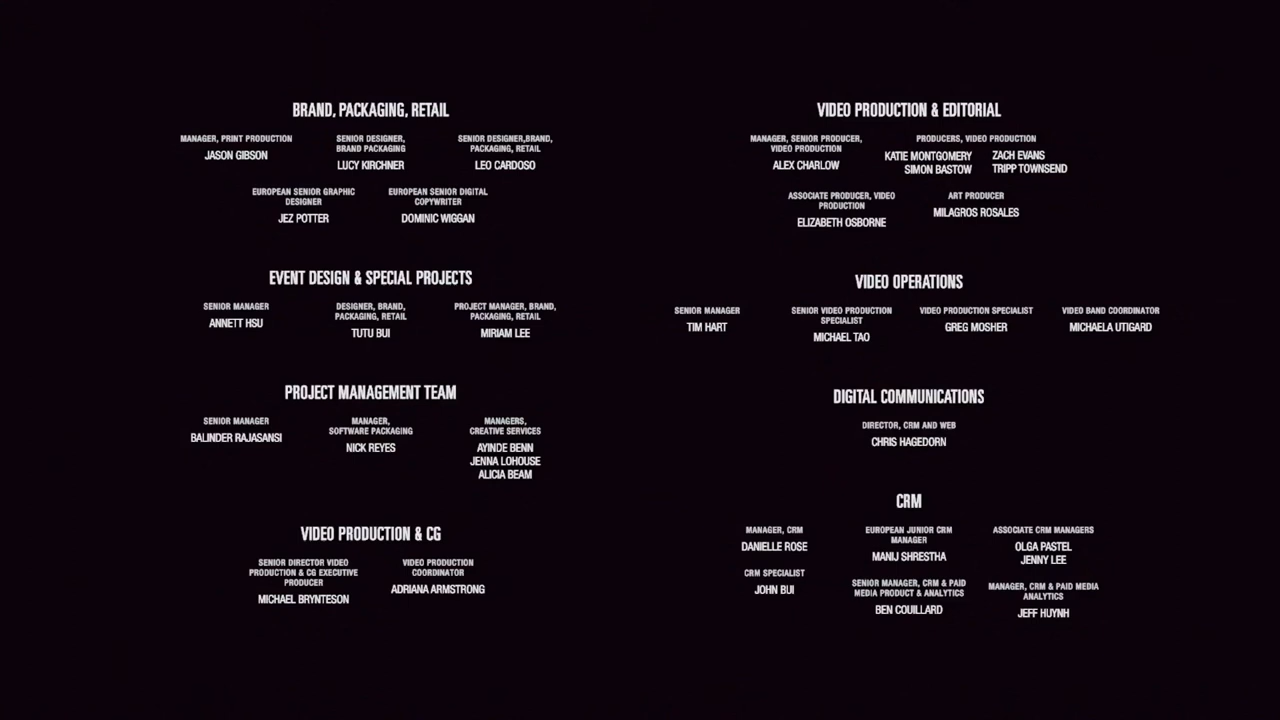 BRAND, PACKAGING, RETAIL
MANAGER, PRINT PRODUCTION
JASON GIBSON
SENIOR DESIGNER,
BRAND PACKAGING
LUCY KIRCHNER
SENIOR DESIGNER,BRAND,
PACKAGING, RETAIL
LEO CARDOSO
EUROPEAN SENIOR GRAPHIC
DESIGNER
JEZ POTTER
EUROPEAN SENIOR DIGITAL
COPYWRITER
DOMINIC WIGGAN
EVENT DESIGN & SPECIAL PROJECTS
SENIOR MANAGER
ANNETT HSU
DESIGNER, BRAND,
PACKAGING, RETAIL
TUTU BUI
PROJECT MANAGER, BRAND,
PACKAGING, RETAIL
MIRIAM LEE
PROJECT MANAGEMENT TEAM
SENIOR MANAGER
BALINDER RAJASANSI
MANAGER,
SOFTWARE PACKAGING
NICK REYES
MANAGERS,
CREATIVE SERVICES
AYINDE BENN
JENNA LOHOUSE
ALICIA BEAM
VIDEO PRODUCTION & CG
SENIOR DIRECTOR VIDEO
PRODUCTION & CG EXECUTIVE
PRODUCER
MICHAEL BRYNTESON
VIDEO PRODUCTION
COORDINATOR
ADRIANA ARMSTRONG
VIDEO PRODUCTION & EDITORIAL
MANAGER, SENIOR PRODUCER,
VIDEO PRODUCTION
ALEX CHARLOW
PRODUCERS, VIDEO PRODUCTION
KATIE MONTGOMERY
SIMON BASTOW
ZACH EVANS
TRIPP TOWNSEND
ASSOCIATE PRODUCER, VIDEO
PRODUCTION
ELIZABETH OSBORNE
ART PRODUCER
MILAGROS ROSALES
VIDEO OPERATIONS
SENIOR MANAGER
TIM HART
SENIOR VIDEO PRODUCTION
SPECIALIST
MICHAEL TAO
VIDEO PRODUCTION SPECIALIST
GREG MOSHER
VIDEO BAND COORDINATOR
MICHAELA UTIGARD
DIGITAL COMMUNICATIONS
DIRECTOR, CRM AND WEB
CHRIS HAGEDORN
CRM
MANAGER, CRM
DANIELLE ROSE
EUROPEAN JUNIOR CRM
MANAGER
MANIJ SHRESTHA
ASSOCIATE CRM MANAGERS
OLGA PASTEL
JENNY LEE
CRM SPECIALIST
JOHN BUI
SENIOR MANAGER, CRM & PAID
MEDIA PRODUCT & ANALYTICS
BEN COUILLARD
MANAGER, CRM & PAID MEDIA
ANALYTICS
JEFF HUYNH